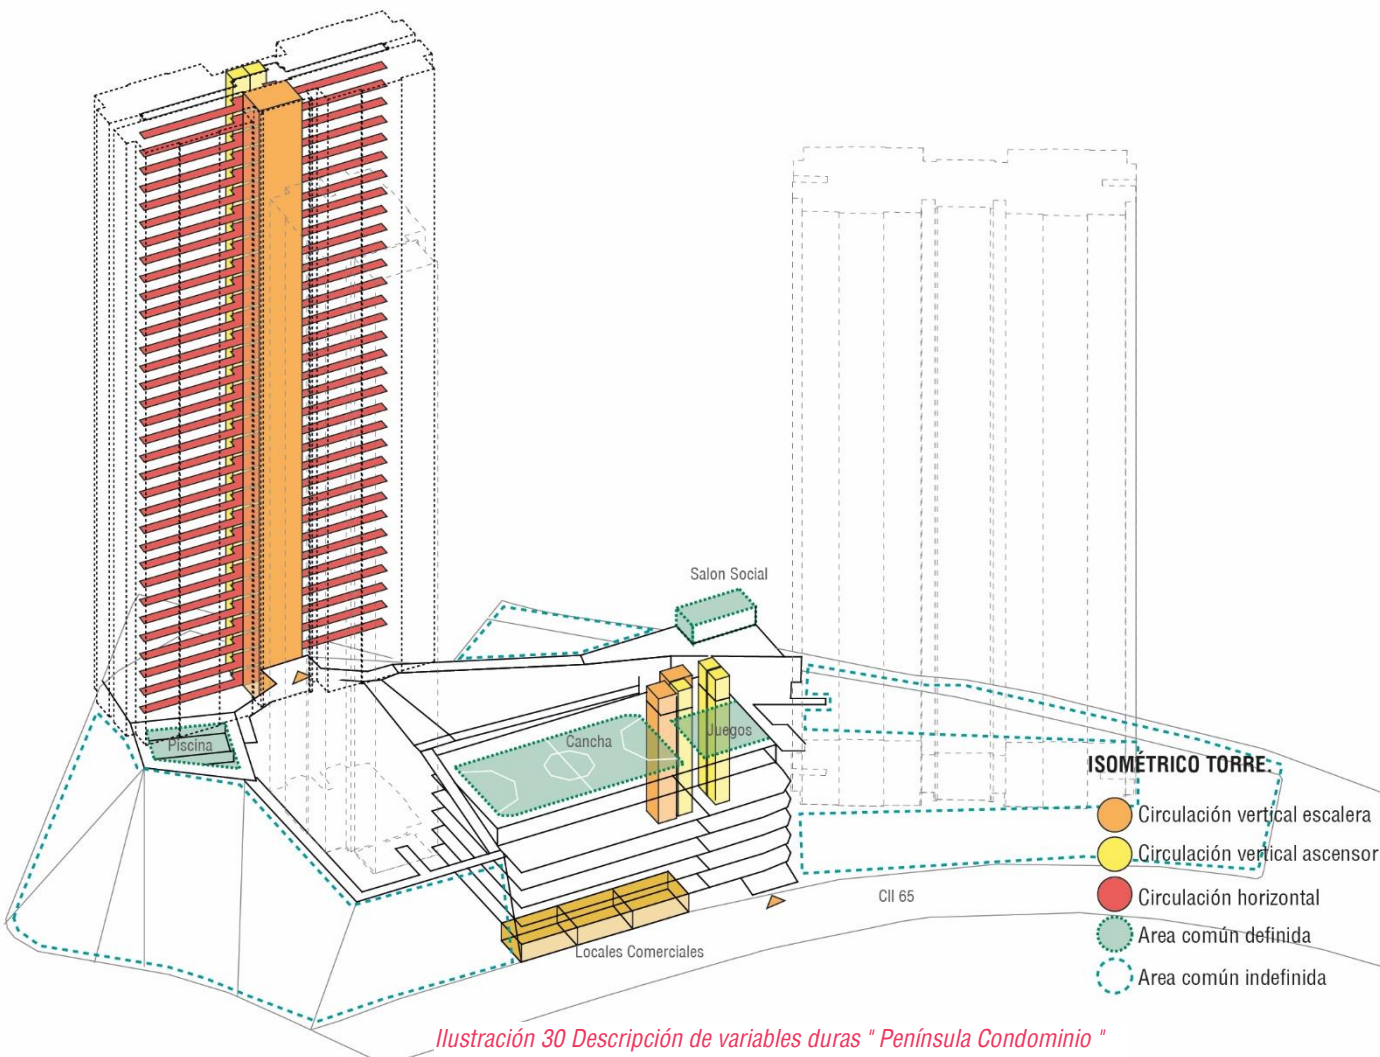 Salon Social
Piscina
Cancha
Juegos
ISOMÉTRICO TORRE.
Circulación vertical escalera
Circulación vertical ascensor
Circulación horizontal
Area común definida
Area común indefinida
Cll 65
Locales Comerciales
Ilustración 30 Descripción de variables duras " Península Condominio "